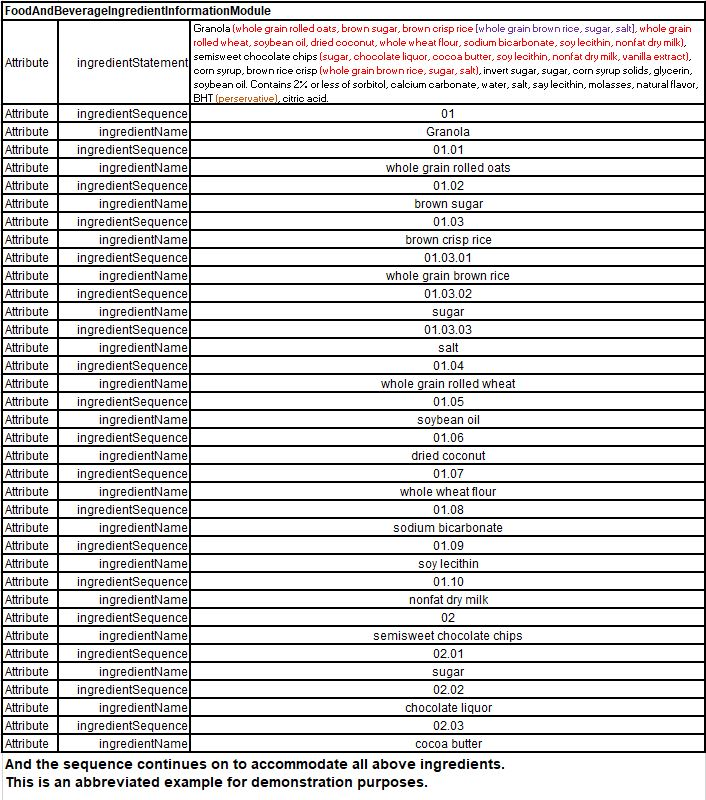 FoodAndBeverageIngredientInformationModule
Granola (whole grain rolled oats, brown sugar, brown crisp rice [whole grain brown rice, sugar, salt], whole grain
rolled wheat, soybean oil, dried coconut, whole wheat flour, sodium bicarbonate, soy lecithin, nonfat dry milk),
semisweet chocolate chips (sugar, chocolate liquor, cocoa butter, soy lecithin, nonfat dry milk, vanilla extract),
Attribute ingredientStatement corn syrup, brown rice crisp (whole grain brown rice, sugar, salt), invert sugar, sugar, corn syrup solids, glycerin,
soybean oil. Contains 2% or less of sorbitol, calcium carbonate, water, salt, say lecithin, molasses, natural flavor,
BHT (perservative), citric acid.
Attribute ingredientSequence 01
Attribute ingredientName Granola
Attribute ingredientSequence 01.01
Attribute ingredientName whole grain rolled oats
Attribute ingredientSequence 01.02
Attribute ingredientName brown sugar
Attribute ingredientSequence 01.03
Attribute ingredientName brown crisp rice
Attribute ingredientSequence 01.03.01
Attribute ingredientName whole grain brown rice
Attribute ingredientSequence 01.03.02
Attribute ingredientName sugar
Attribute ingredientSequence 01.03.03
Attribute ingredientName salt
Attribute ingredientSequence 01.04
Attribute ingredientName whole grain rolled wheat
Attribute ingredientSequence 01.05
Attribute ingredientName soybean oil
Attribute ingredientSequence 01.06
Attribute ingredientName dried coconut
Attribute ingredientSequence 01.07
Attribute ingredientName whole wheat flour
Attribute ingredientSequence 01.08
Attribute ingredientName sodium bicarbonate
Attribute ingredientSequence 01.09
Attribute ingredientName soy lecithin
Attribute ingredientSequence 01.10
Attribute ingredientName nonfat dry milk
Attribute ingredientSequence 02
Attribute ingredientName semisweet chocolate chips
Attribute ingredientSequence 02.01
Attribute ingredientName sugar
Attribute ingredientSequence 02.02
Attribute ingredientName chocolate liquor
Attribute ingredientSequence 02.03
Attribute ingredientName cocoa butter
And the sequence continues on to accommodate all above ingredients.
This is an abbreviated example for demonstration purposes.